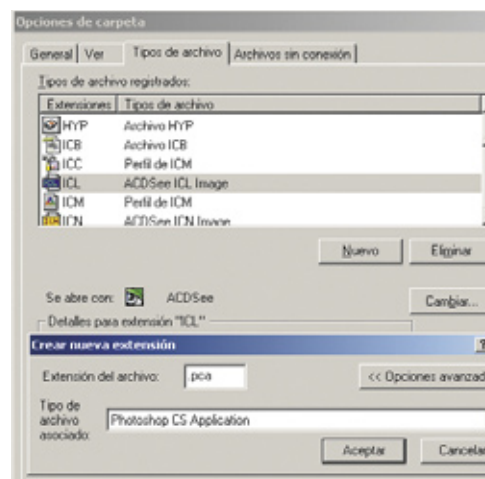 Opciones de carpeta
General Ver Tipos de archivo Archivos sin conexión
Tipos de archivo registrados:
Extensiones Tipos de archivo
HYP Archivo HYP
ICB Archivo ICB
ICC Perfil de ICM
ICL ACDSee ICL Image
ICM Perfil de ICM
ICN ACDSee ICN Image
Nuevo Eliminar
Se abre con: ACDSee Cambiar...
Detalles para extensión "ICL"
Crear nueva extensión
Extensión del archivo: .pca << Opciones avanzad
Tipo de
archivo
asociado: Photoshop CS Application
Aceptar Cancelar